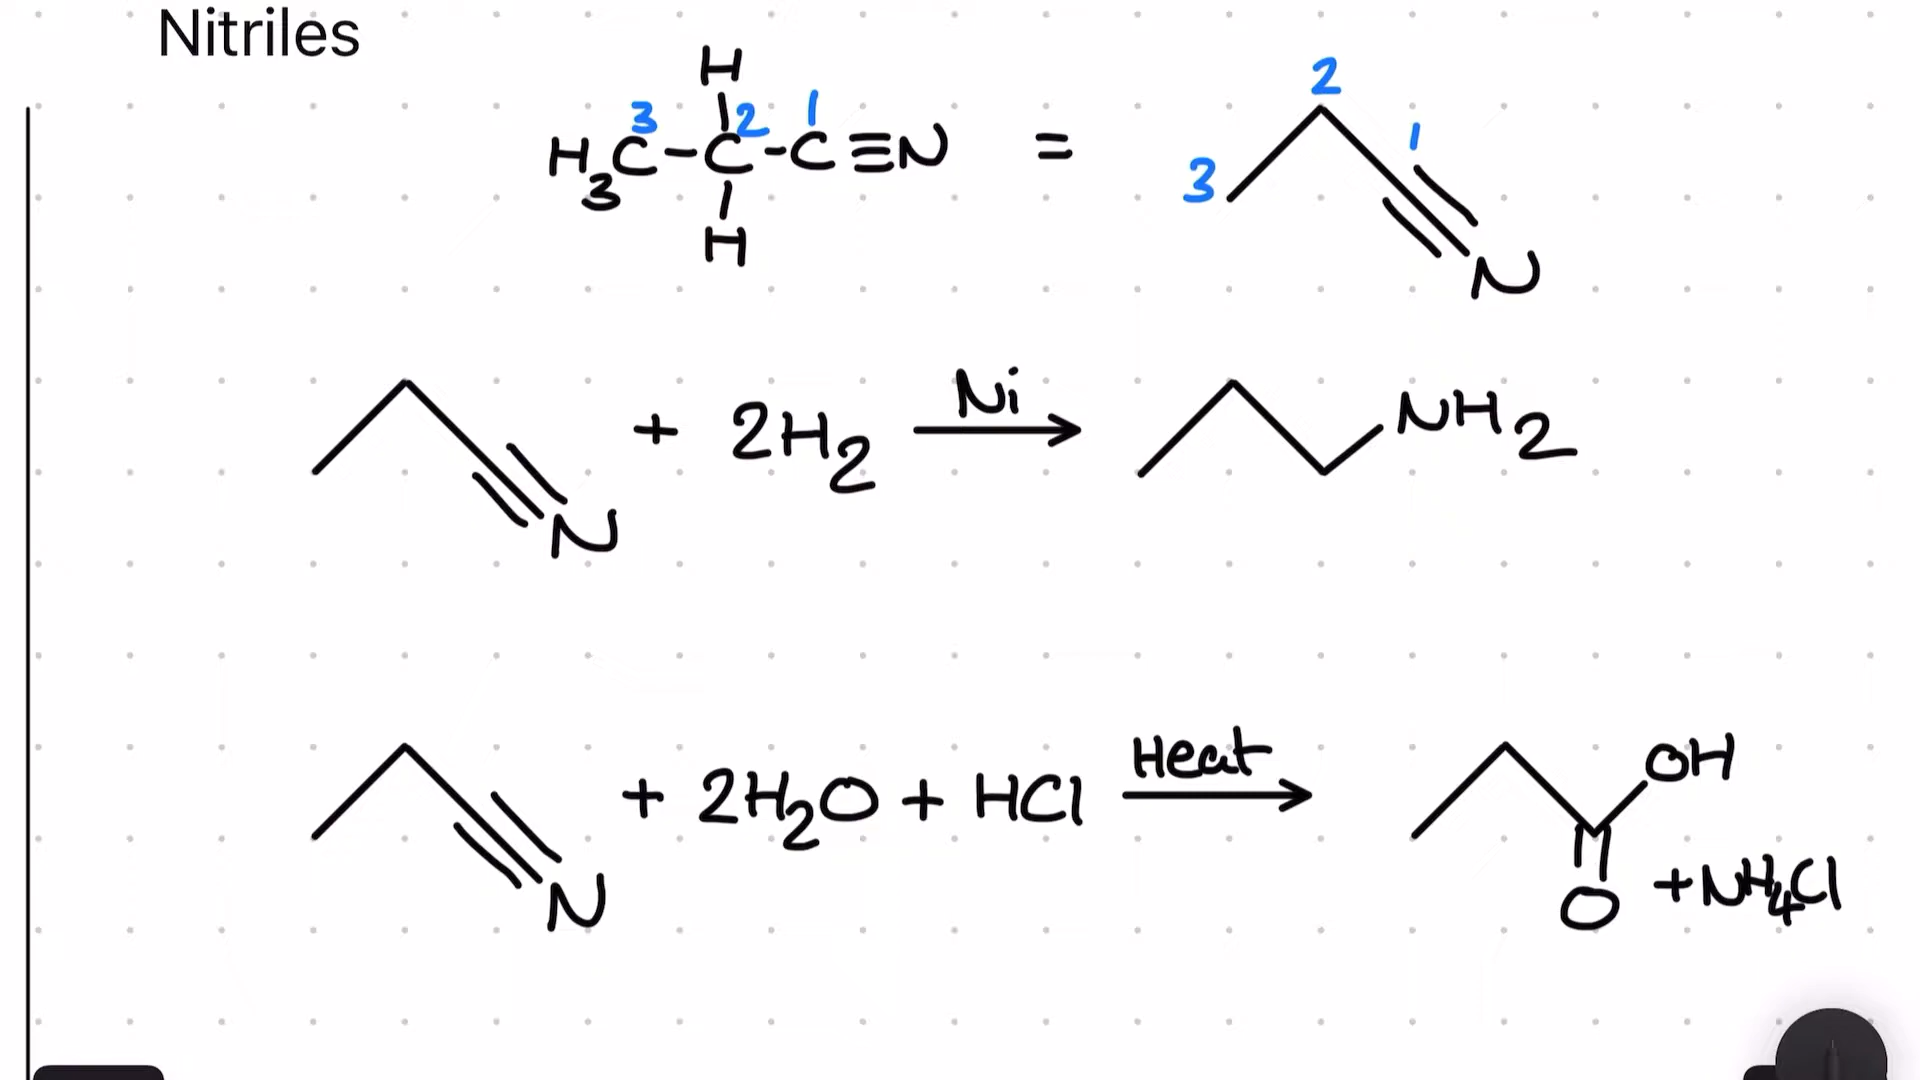 Nitriles
H
3 2 1 2
H3C-C-C≡N = 3 1
H N
+ 2H2 Ni NH2
N
+ 2H2O + HCl Heat OH
N O +NH4Cl